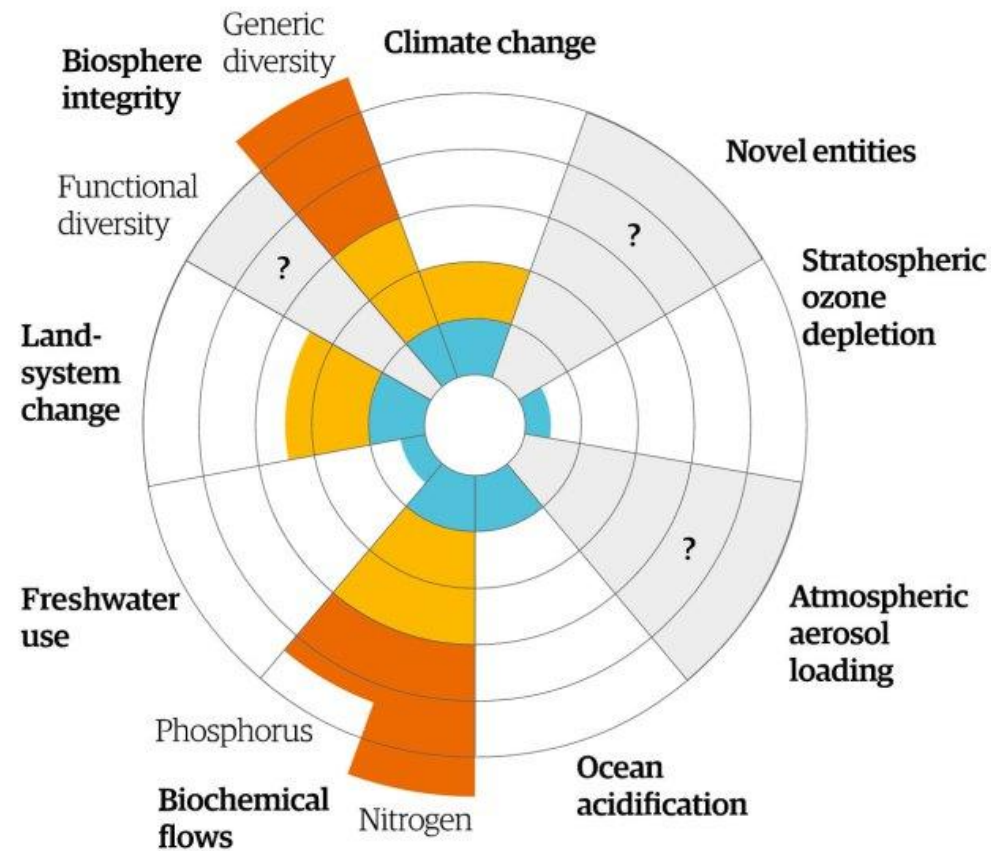 Generic
diversity
Climate change
Biosphere
integrity
Novel entities
Functional
diversity
?
?
Stratospheric
ozone
depletion
Land-
system
change
?
Freshwater
use
Atmospheric
aerosol
loading
Phosphorus
Ocean
acidification
Biochemical
flows
Nitrogen